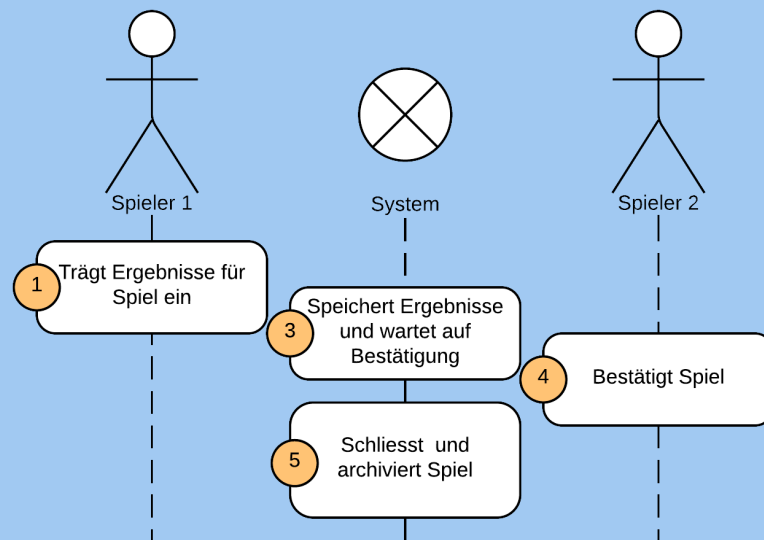 Spieler 1
System
Spieler 2
1
Trägt Ergebnisse für
Spiel ein
3
Speichert Ergebnisse
und wartet auf
Bestätigung
4
Bestätigt Spiel
5
Schliesst und
archiviert Spiel